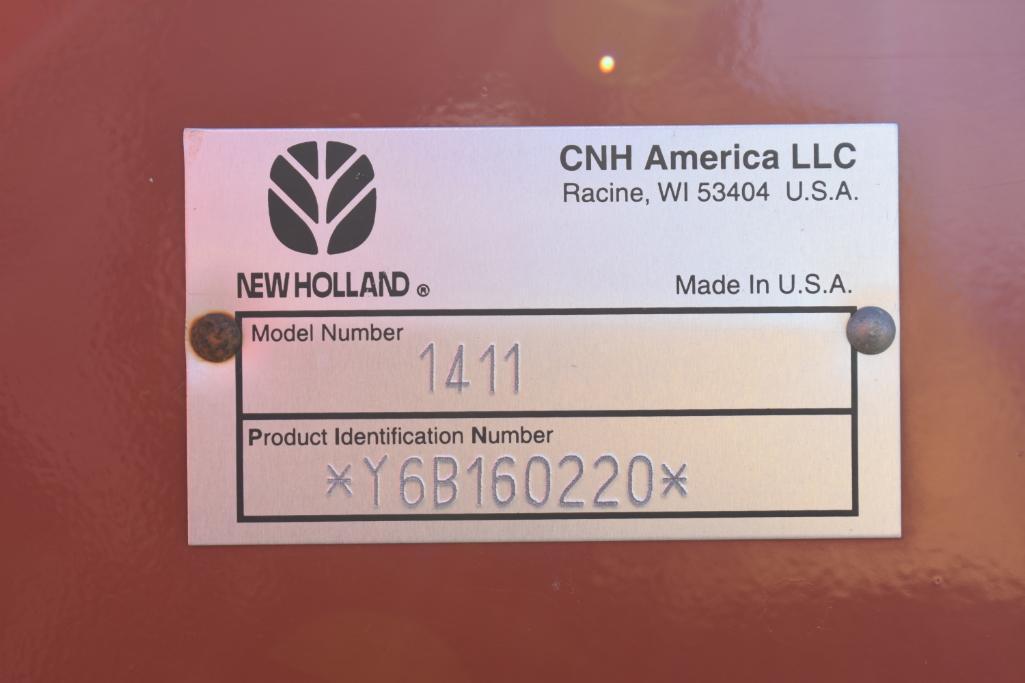 CNH America LLC
Racine, WI 53404 U.S.A.
NEW HOLLAND ®
Made In U.S.A.
Model Number
1411
Product Identification Number
*Y6B160220*